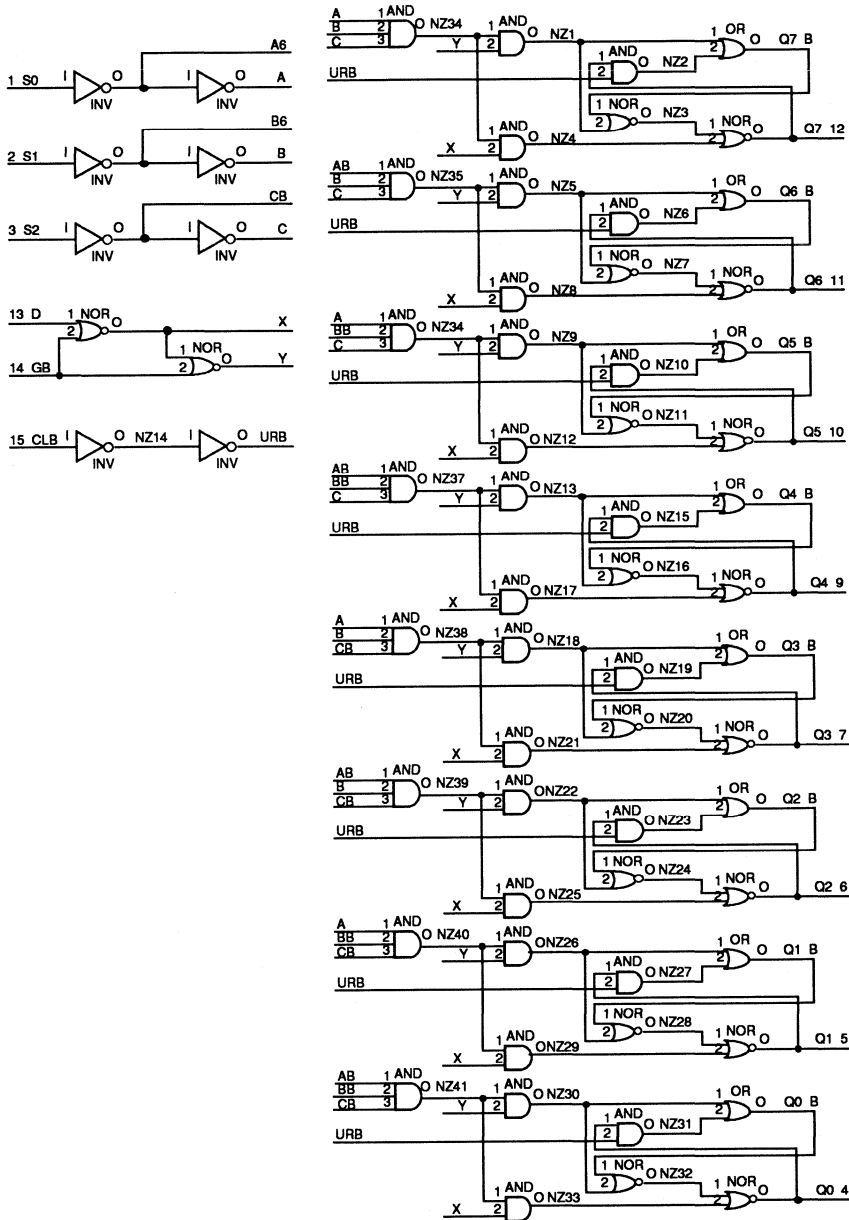 A6
1 S0 I O I O A
INV INV
B6
2 S1 I O I O B
INV INV
CB
3 S2 I O I O C
INV INV
13 D 1 NOR O X
2
1 NOR O Y
14 GB 2
15 CLB I O NZ14 I O URB
INV INV
A 1 AND
B 2 O NZ34
C 3
1 AND O NZ1
Y 2
1 OR O Q7 B
2
URB
1 AND O NZ2
2
1 NOR O NZ3
2
1 AND O NZ4
X 2
1 NOR O Q7 12
2
AB 1 AND
B 2 O NZ35
C 3
1 AND O NZ5
Y 2
1 OR O Q6 B
2
URB
1 AND O NZ6
2
1 NOR O NZ7
2
1 AND O NZ8
X 2
1 NOR O Q6 11
2
A 1 AND
BB 2 O NZ34
C 3
1 AND O NZ9
Y 2
1 OR O Q5 B
2
URB
1 AND O NZ10
2
1 NOR O NZ11
2
1 AND O NZ12
X 2
1 NOR O Q5 10
2
AB 1 AND
BB 2 O NZ37
C 3
1 AND O NZ13
Y 2
1 OR O Q4 B
2
URB
1 AND O NZ15
2
1 NOR O NZ16
2
1 AND O NZ17
X 2
1 NOR O Q4 9
2
A 1 AND
B 2 O NZ38
CB 3
1 AND O NZ18
Y 2
1 OR O Q3 B
2
URB
1 AND O NZ19
2
1 NOR O NZ20
2
1 AND O NZ21
X 2
1 NOR O Q3 7
2
AB 1 AND
B 2 O NZ39
CB 3
1 AND ONZ22
Y 2
1 OR O Q2 B
2
URB
1 AND O NZ23
2
1 NOR O NZ24
2
1 AND ONZ25
X 2
1 NOR O Q2 6
2
A 1 AND
BB 2 O NZ40
CB 3
1 AND ONZ26
Y 2
1 OR O Q1 B
2
URB
1 AND O NZ27
2
1 NOR O NZ28
2
1 AND ONZ29
X 2
1 NOR O Q1 5
2
AB 1 AND
BB 2 O NZ41
CB 3
1 AND O NZ30
Y 2
1 OR O Q0 B
2
URB
1 AND O NZ31
2
1 NOR O NZ32
2
1 AND O NZ33
X 2
1 NOR O Q0 4
2